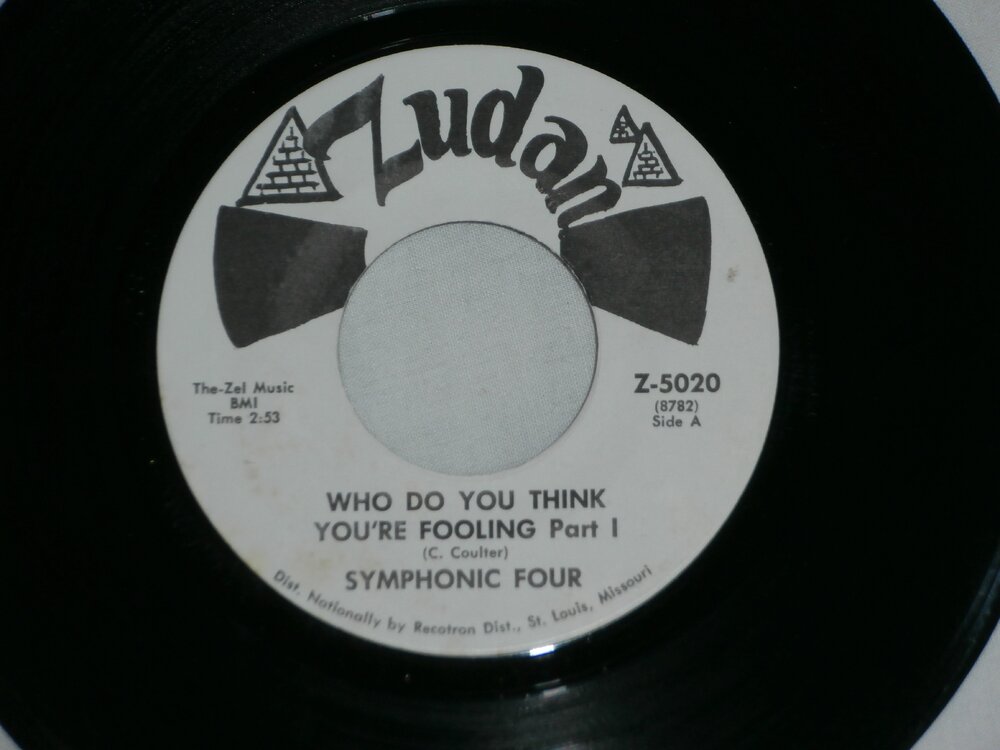 Zudan
The-Zel Music
BMI
Time 2:53
Z-5020
(8782)
Side A
WHO DO YOU THINK
YOU'RE FOOLING Part I
(C. Coulter)
SYMPHONIC FOUR
Dist. Nationally by Recotron Dist., St. Louis, Missouri